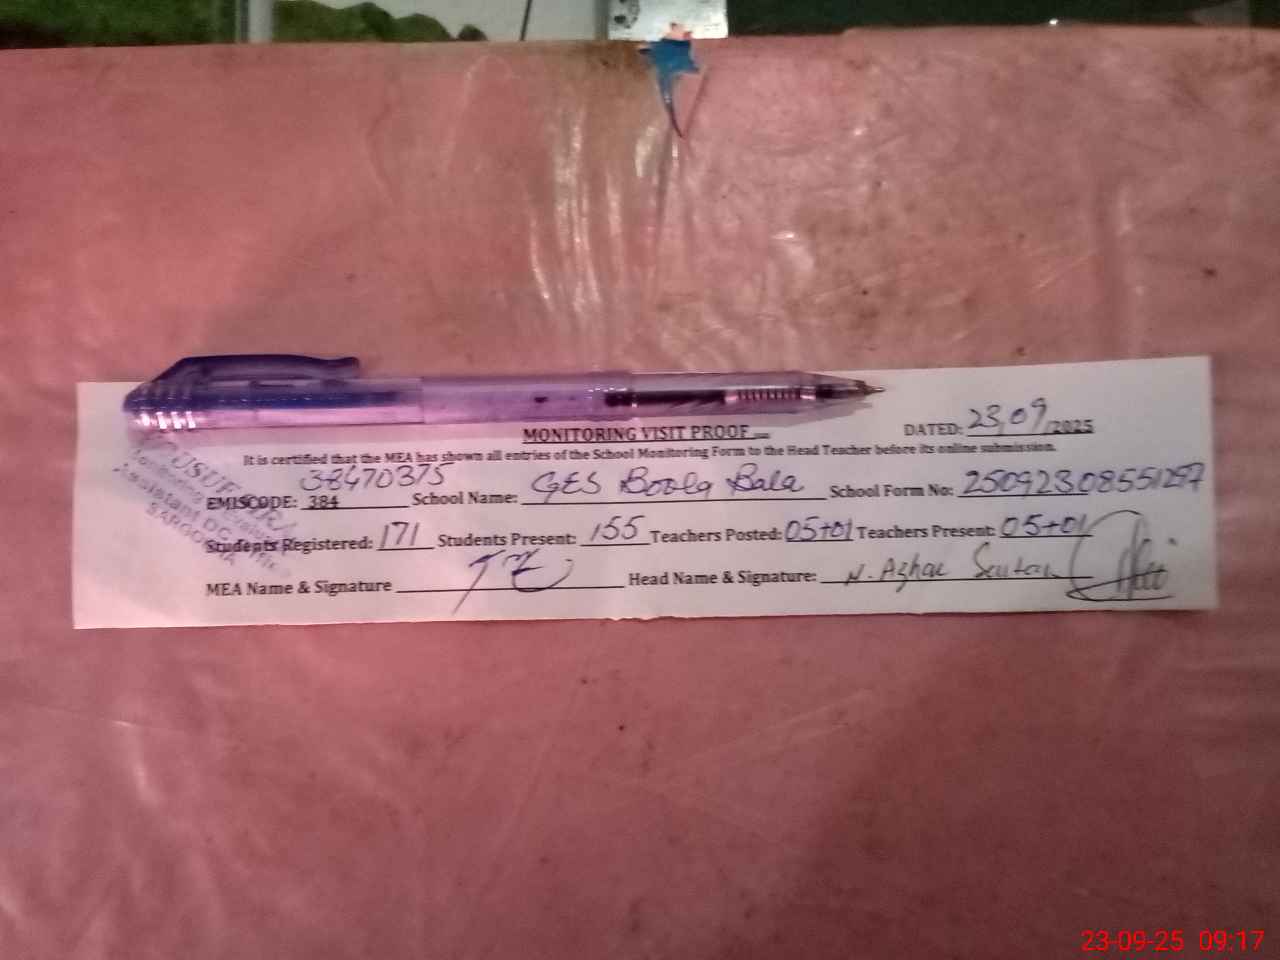 MONITORING VISIT PROOF
DATED: 23,09/2025
It is certified that the MEA has shown all entries of the School Monitoring Form to the Head Teacher before its online submission.
38470375
EMISCODE: 384 School Name: GES Boola Bala School Form No: 25092308551297
Students Registered: 171 Students Present: 155 Teachers Posted: 05+01 Teachers Present: 05+01
MEA Name & Signature Head Name & Signature: Azhar
Assistant DC
SARGODHA
23-09-25 09:17